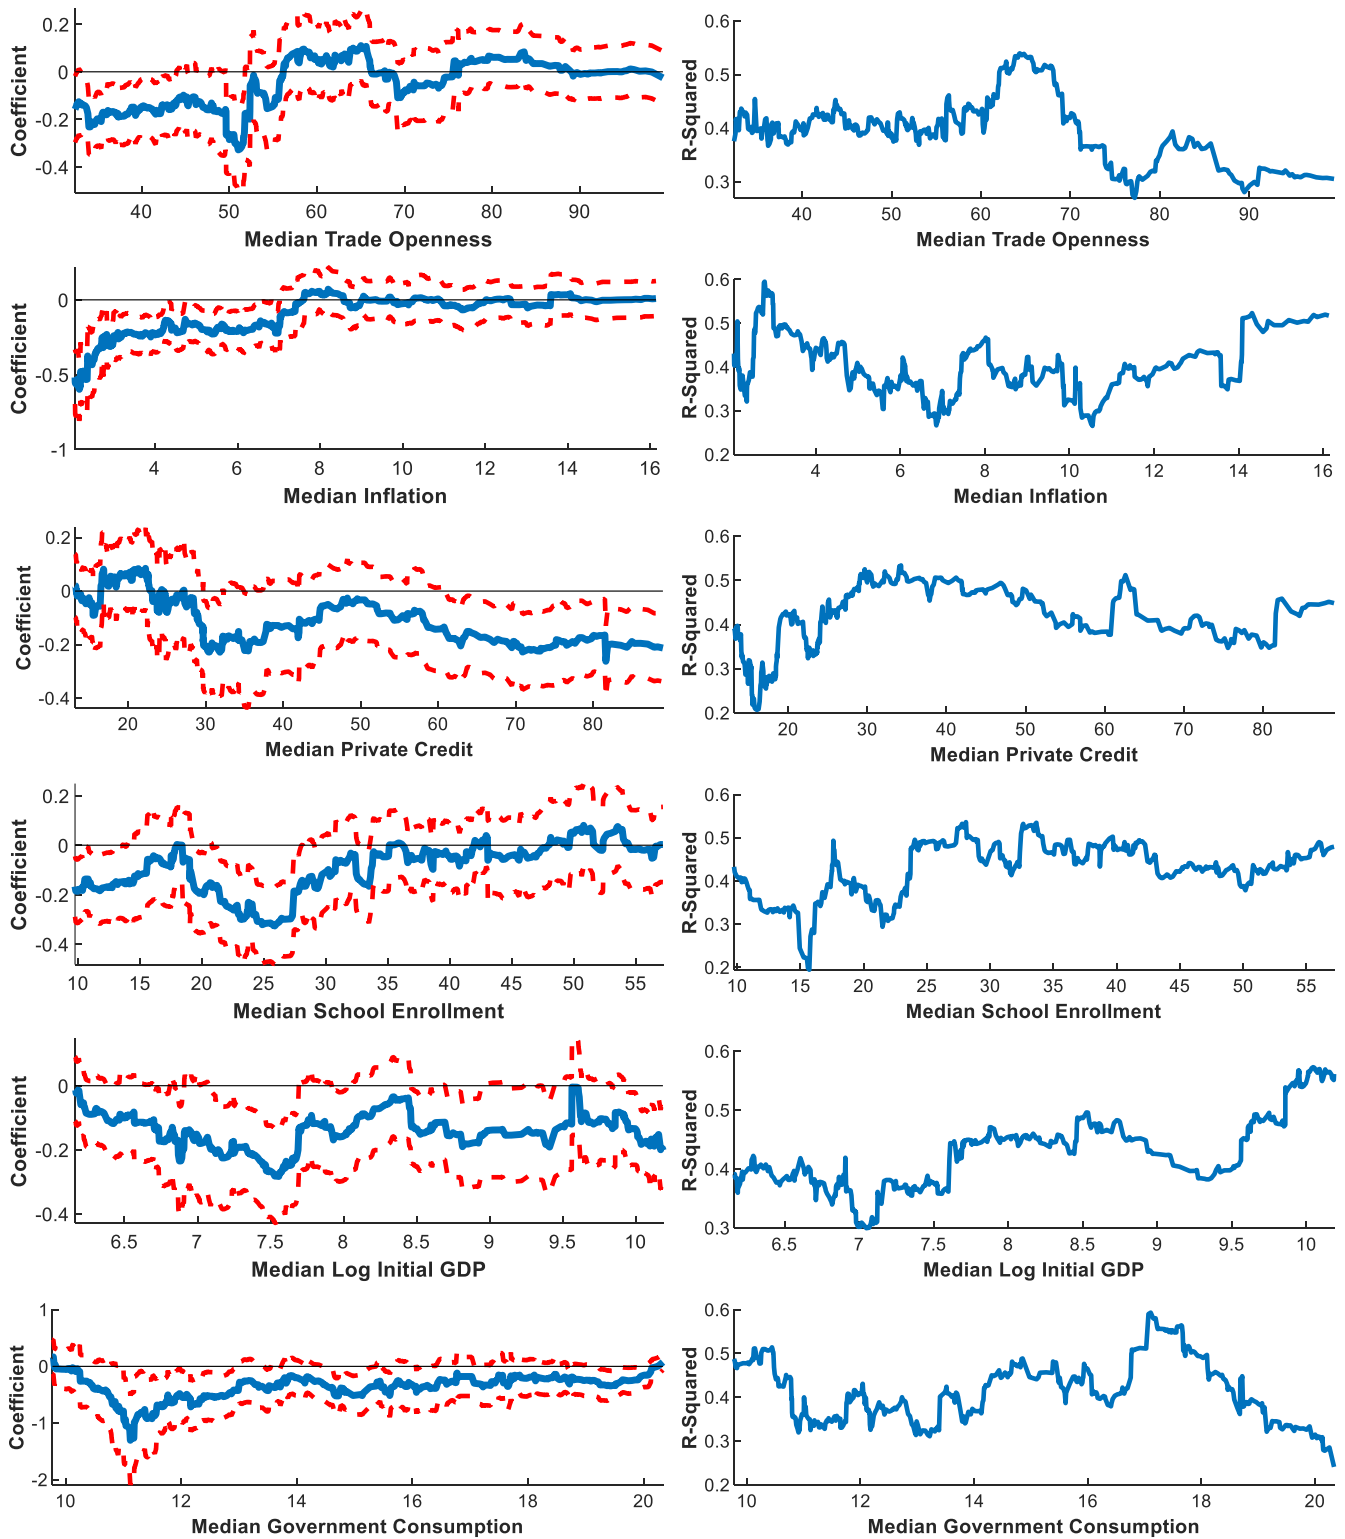 0.2
0
-0.2
-0.4
Coefficient
40 50 60 70 80 90
Median Trade Openness
0.6
0.5
0.4
0.3
R-Squared
40 50 60 70 80 90
Median Trade Openness
0
-0.5
-1
Coefficient
4 6 8 10 12 14 16
Median Inflation
0.6
0.5
0.4
0.3
0.2
R-Squared
4 6 8 10 12 14 16
Median Inflation
0.2
0
-0.2
-0.4
Coefficient
20 30 40 50 60 70 80
Median Private Credit
0.6
0.5
0.4
0.3
0.2
R-Squared
20 30 40 50 60 70 80
Median Private Credit
0.2
0
-0.2
-0.4
Coefficient
10 15 20 25 30 35 40 45 50 55
Median School Enrollment
0.6
0.5
0.4
0.3
0.2
R-Squared
10 15 20 25 30 35 40 45 50 55
Median School Enrollment
0
-0.2
-0.4
Coefficient
6.5 7 7.5 8 8.5 9 9.5 10
Median Log Initial GDP
0.6
0.5
0.4
0.3
R-Squared
6.5 7 7.5 8 8.5 9 9.5 10
Median Log Initial GDP
1
0
-1
-2
Coefficient
10 12 14 16 18 20
Median Government Consumption
0.6
0.5
0.4
0.3
0.2
R-Squared
10 12 14 16 18 20
Median Government Consumption